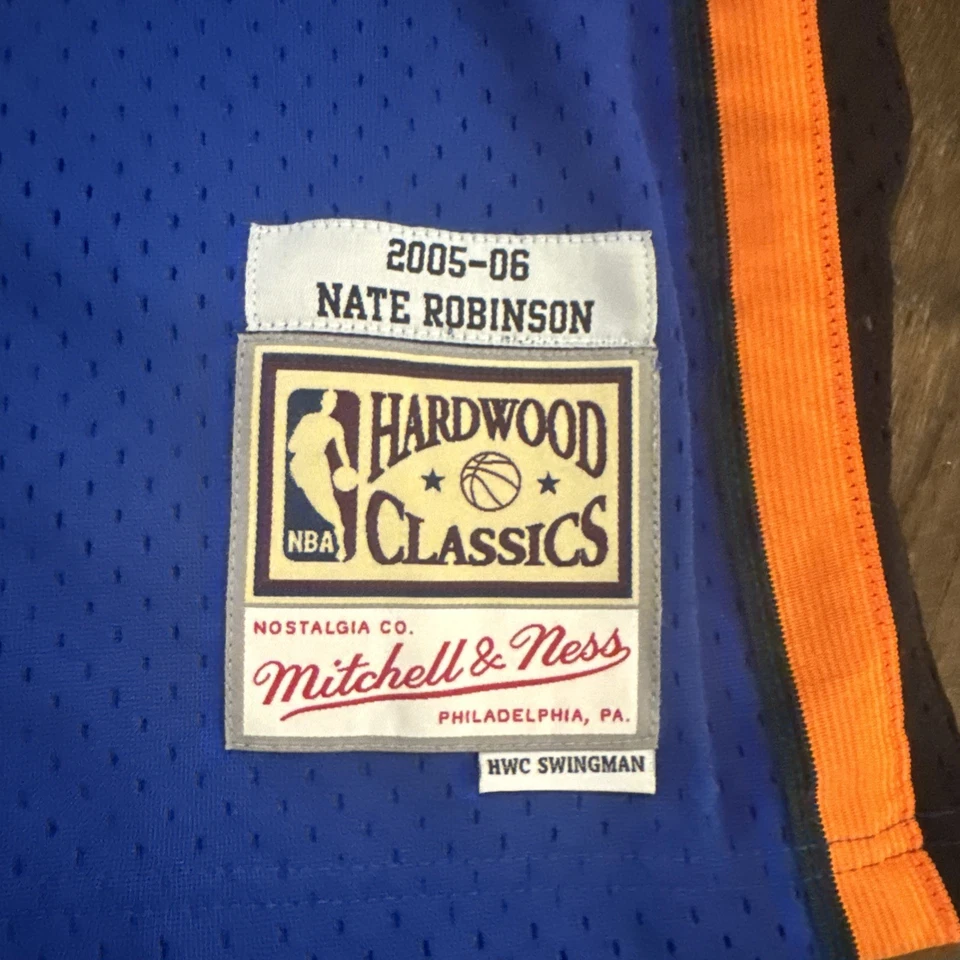 2005-06
NATE ROBINSON
HARDWOOD
CLASSICS
NBA
NOSTALGIA CO.
Mitchell & Ness
PHILADELPHIA, PA.
HWC SWINGMAN